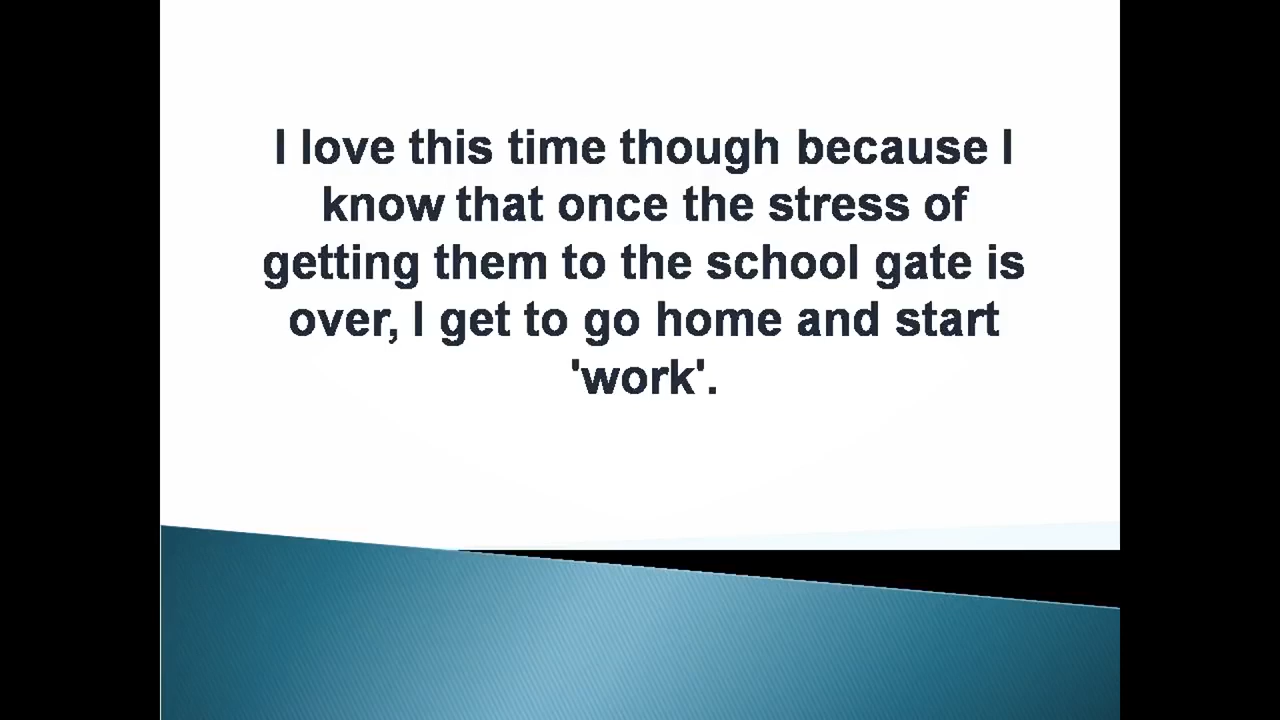 I love this time though because I
know that once the stress of
getting them to the school gate is
over, I get to go home and start
'work'.